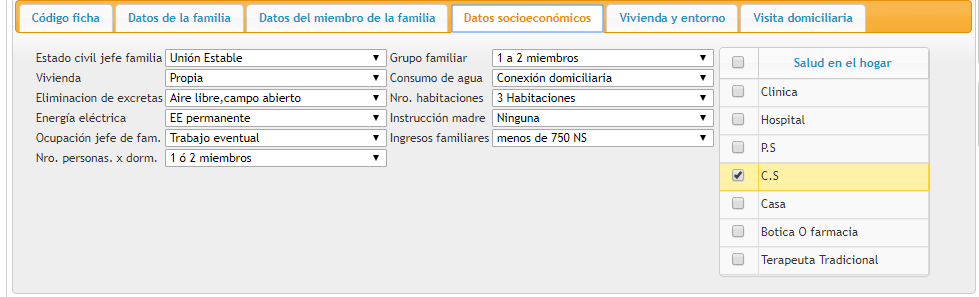 Código ficha Datos de la familia Datos del miembro de la familia Datos socioeconómicos Vivienda y entorno Visita domiciliaria
Estado civil jefe familia Unión Estable Grupo familiar 1 a 2 miembros
Vivienda Propia Consumo de agua Conexión domiciliaria
Eliminacion de excretas Aire libre,campo abierto Nro. habitaciones 3 Habitaciones
Energía eléctrica EE permanente Instrucción madre Ninguna
Ocupación jefe de fam. Trabajo eventual Ingresos familiares menos de 750 NS
Nro. personas. x dorm. 1 ó 2 miembros
Salud en el hogar
Clinica
Hospital
P.S
C.S
Casa
Botica O farmacia
Terapeuta Tradicional